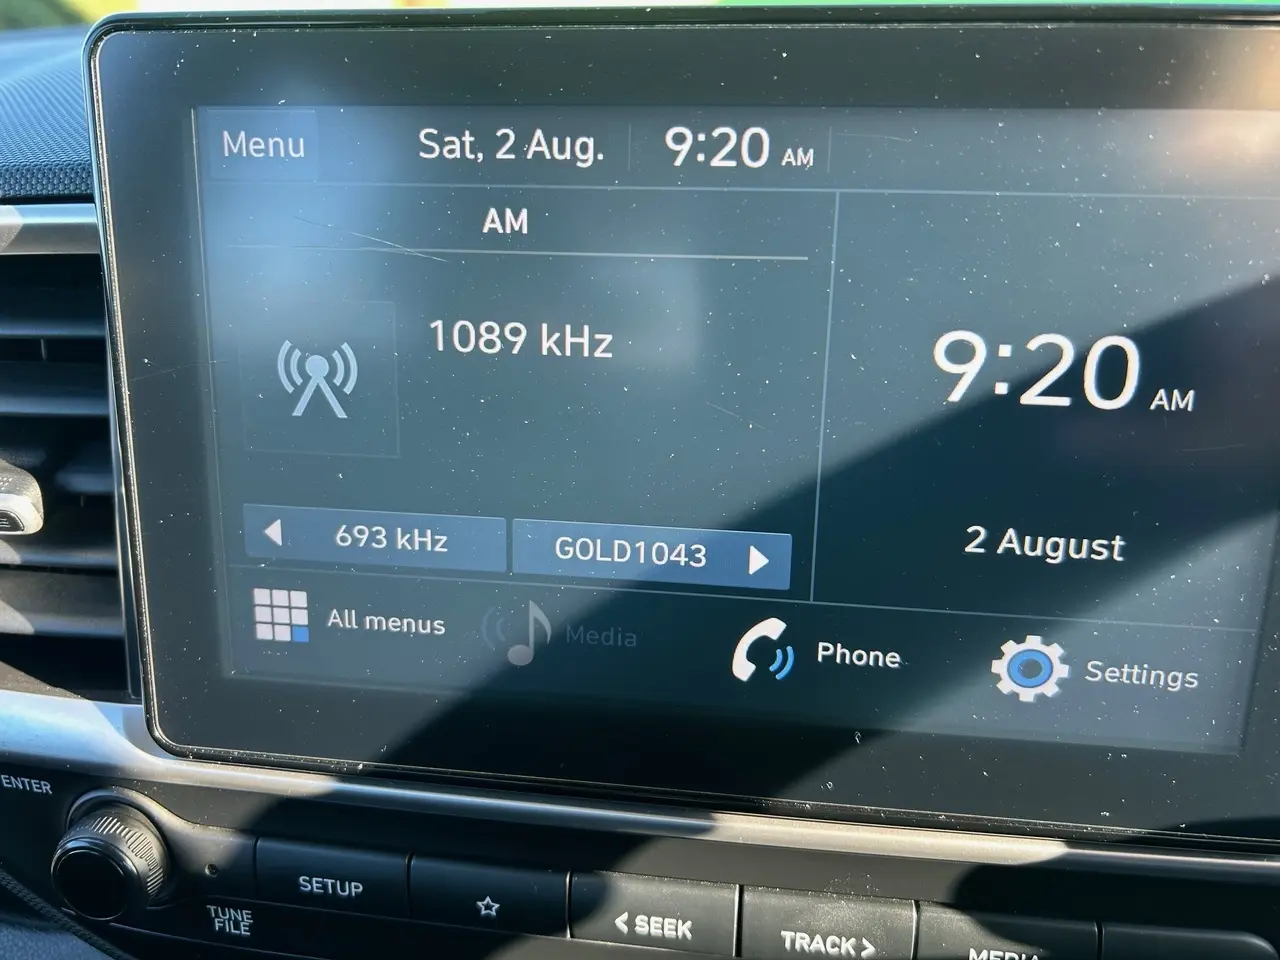 Menu
Sat, 2 Aug.
9:20 AM
AM
1089 kHz
9:20 AM
693 kHz
GOLD1043
2 August
All menus
Media
Phone
Settings
ENTER
SETUP
TUNE
FILE
< SEEK
TRACK >
MEDIA